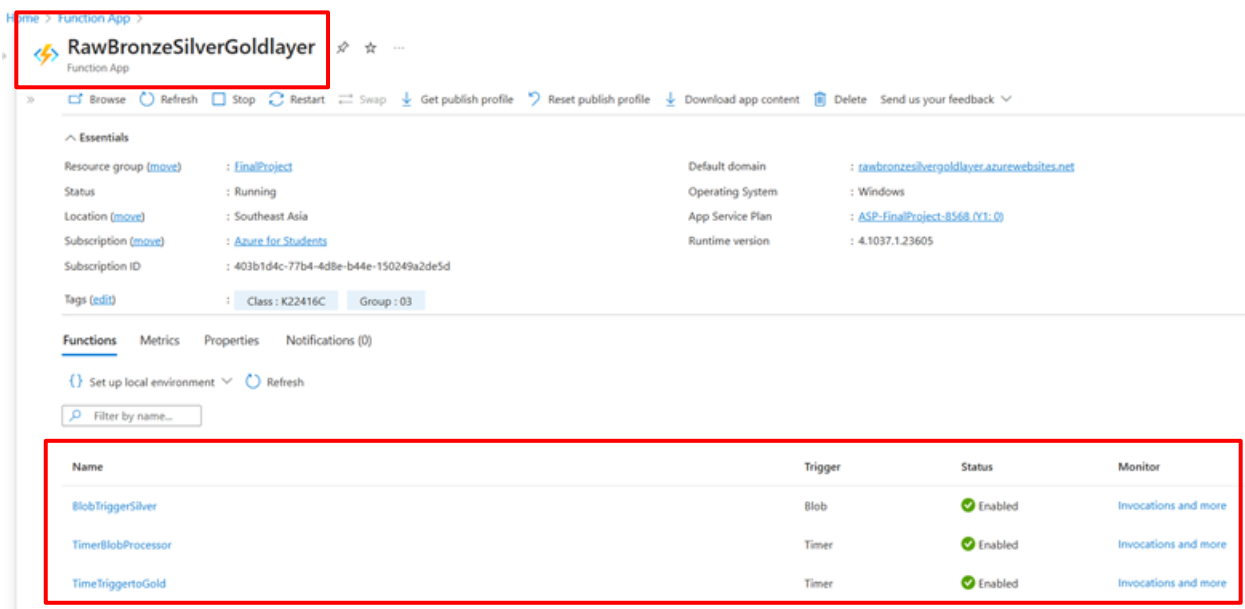 Home > Function App >
RawBronzeSilverGoldlayer
Function App
Browse Refresh Stop Restart Swap Get publish profile Reset publish profile Download app content Delete Send us your feedback
Essentials
Resource group (move) : FinalProject
Default domain : rawbronzesilvergoldlayer.azurewebsites.net
Status : Running
Operating System : Windows
Location (move) : Southeast Asia
App Service Plan : ASP-FinalProject-8568 (Y1: 0)
Subscription (move) : Azure for Students
Runtime version : 4.1037.1.23605
Subscription ID : 403b1d4c-77b4-4d8e-b44e-150249a2de5d
Tags (edit) : Class : K22416C Group : 03
Functions Metrics Properties Notifications (0)
{} Set up local environment Refresh
Filter by name...
Name Trigger Status Monitor
BlobTriggerSilver Blob Enabled Invocations and more
TimerBlobProcessor Timer Enabled Invocations and more
TimeTriggertoGold Timer Enabled Invocations and more